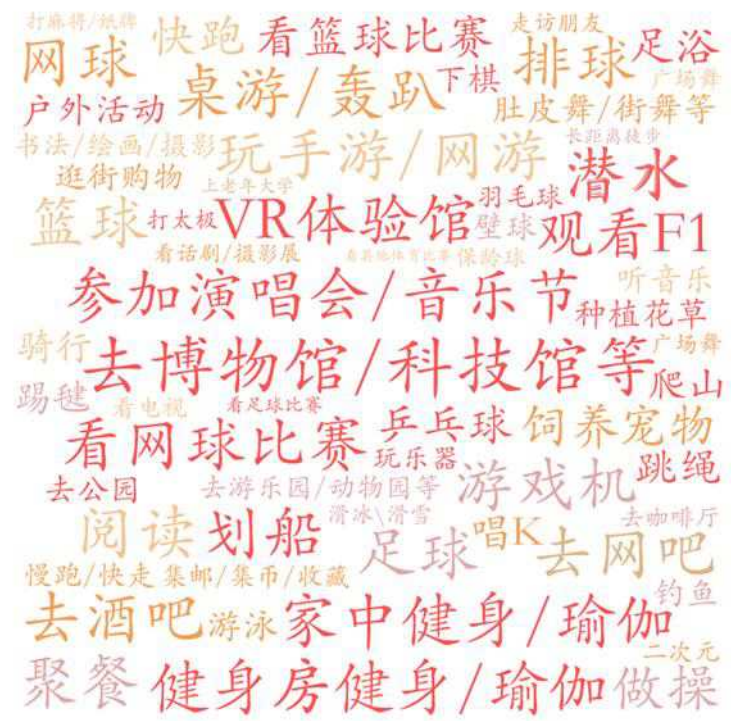 打麻将/纸牌 快跑 看篮球比赛 走访朋友 足浴
网球 桌游/轰趴 下棋 排球 广场舞
户外活动 肚皮舞/街舞等
书法/绘画/摄影 玩手游/网游 长距离徒步 潜水
逛街购物 上老年大学 羽毛球
篮球 打太极 VR体验馆 壁球 观看F1
看话剧/摄影展 看其他体育比赛 保龄球
参加演唱会/音乐节 听音乐
种植花草
骑行 去博物馆/科技馆等 广场舞
踢毽 看电视 看足球比赛 爬山
看网球比赛 乒乓球 饲养宠物
玩乐器 跳绳
去公园 去游乐园/动物园等 游戏机
阅读 划船 滑冰\滑雪 足球 唱K 去咖啡厅
去网吧
慢跑/快走 集邮/集币/收藏
去酒吧 游泳 家中健身/瑜伽 钓鱼
聚餐 健身房健身/瑜伽 做操 二次元